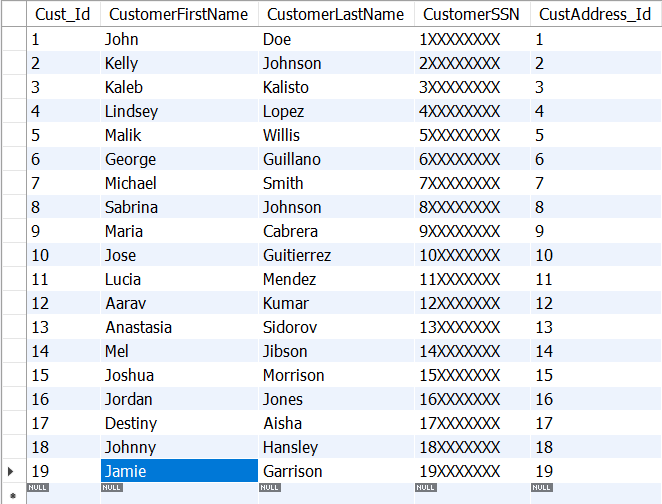 Cust_Id CustomerFirstName CustomerLastName CustomerSSN CustAddress_Id
1 John Doe 1XXXXXXXX 1
2 Kelly Johnson 2XXXXXXXX 2
3 Kaleb Kalisto 3XXXXXXXX 3
4 Lindsey Lopez 4XXXXXXXX 4
5 Malik Willis 5XXXXXXXX 5
6 George Guillano 6XXXXXXXX 6
7 Michael Smith 7XXXXXXXX 7
8 Sabrina Johnson 8XXXXXXXX 8
9 Maria Cabrera 9XXXXXXXX 9
10 Jose Guitierrez 10XXXXXXX 10
11 Lucia Mendez 11XXXXXXX 11
12 Aarav Kumar 12XXXXXXX 12
13 Anastasia Sidorov 13XXXXXXX 13
14 Mel Jibson 14XXXXXXX 14
15 Joshua Morrison 15XXXXXXX 15
16 Jordan Jones 16XXXXXXX 16
17 Destiny Aisha 17XXXXXXX 17
18 Johnny Hansley 18XXXXXXX 18
19 Jamie Garrison 19XXXXXXX 19
NULL NULL NULL NULL NULL